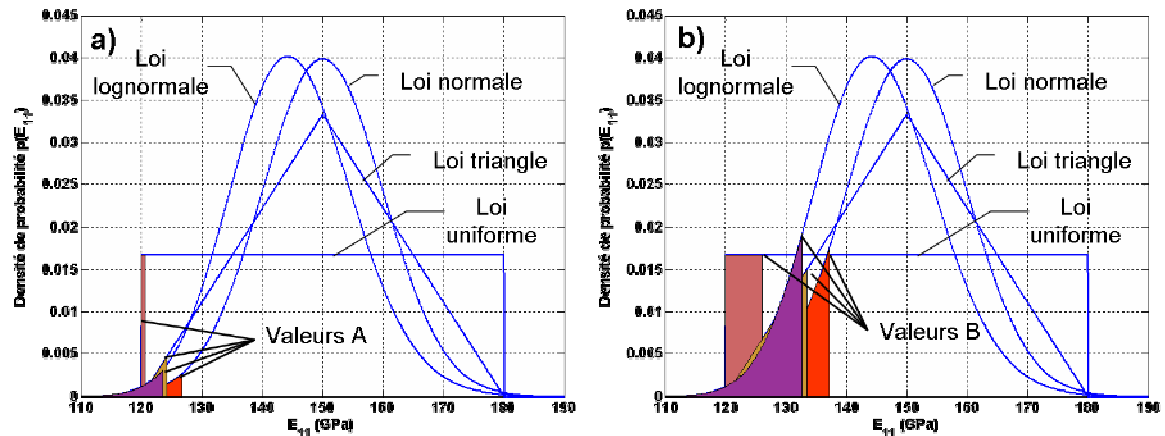 a)
Densité de probabilité p(E11)
0.045
0.04
0.035
0.03
0.025
0.02
0.015
0.01
0.005
0
Loi
lognormale
Loi normale
Loi triangle
Loi
uniforme
Valeurs A
110 120 130 140 150 160 170 180 190
E11 (GPa)
b)
Densité de probabilité p(E11)
0.045
0.04
0.035
0.03
0.025
0.02
0.015
0.01
0.005
0
Loi
lognormale
Loi normale
Loi triangle
Loi
uniforme
Valeurs B
110 120 130 140 150 160 170 180 190
E11 (GPa)